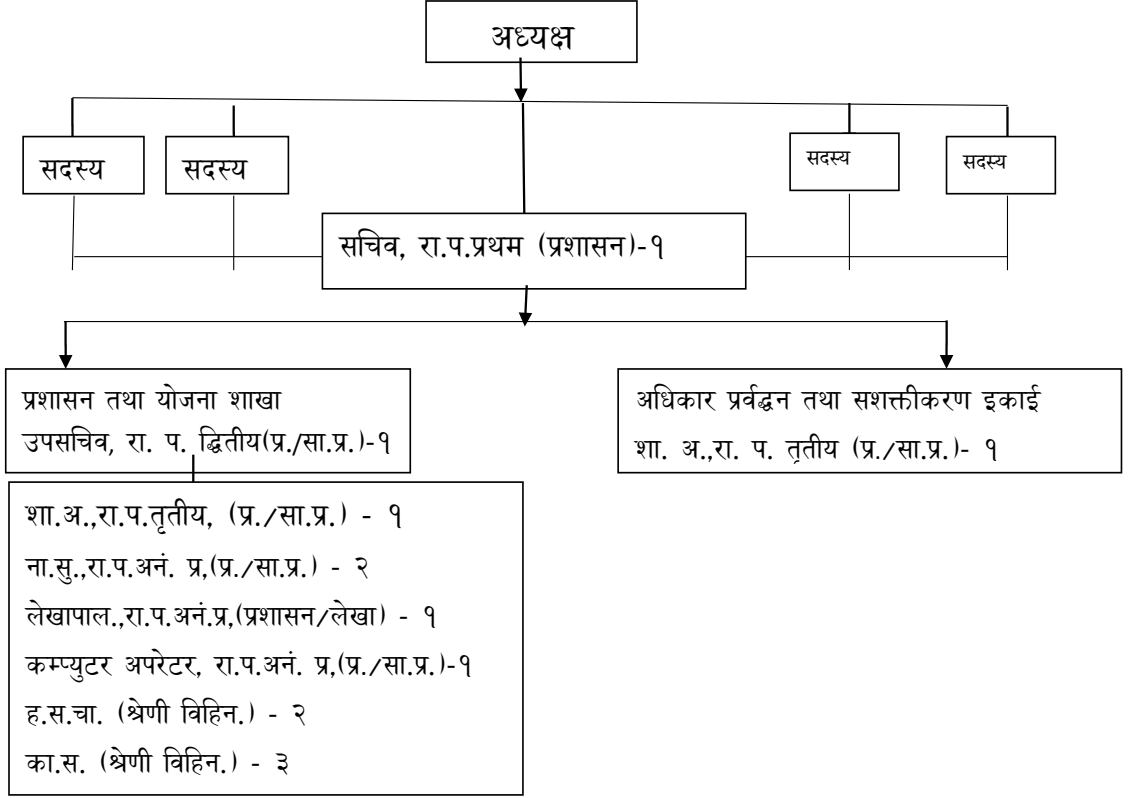 अध्यक्ष
सदस्य
सदस्य
सदस्य
सदस्य
सचिव, रा.प.प्रथम (प्रशासन)-१
प्रशासन तथा योजना शाखा
उपसचिव, रा. प. द्धितीय(प्र./सा.प्र.)-१
अधिकार प्रर्वद्धन तथा सशक्तीकरण इकाई
शा. अ.,रा. प. तृतीय (प्र./सा.प्र.)- १
शा.अ.,रा.प.तृतीय, (प्र./सा.प्र.) - १
ना.सु.,रा.प.अनं. प्र,(प्र./सा.प्र.) - २
लेखापाल.,रा.प.अनं.प्र,(प्रशासन/लेखा) - १
कम्प्युटर अपरेटर, रा.प.अनं. प्र,(प्र./सा.प्र.)-१
ह.स.चा. (श्रेणी विहिन.) - २
का.स. (श्रेणी विहिन.) - ३